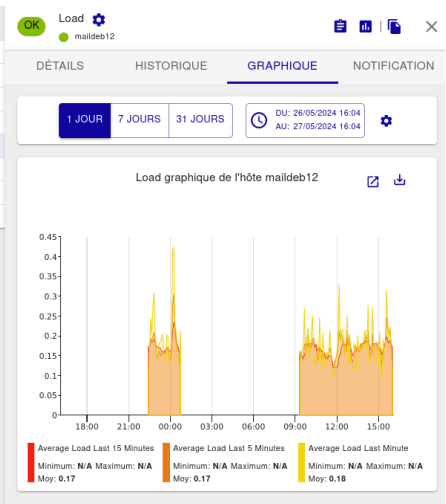 OK Load
maildeb12
DÉTAILS HISTORIQUE GRAPHIQUE NOTIFICATION
1 JOUR 7 JOURS 31 JOURS
DU: 26/05/2024 16:04
AU: 27/05/2024 16:04
Load graphique de l'hôte maildeb12
0.45
0.4
0.35
0.3
0.25
0.2
0.15
0.1
0.05
0
18:00 21:00 00:00 03:00 06:00 09:00 12:00 15:00
Average Load Last 15 Minutes Average Load Last 5 Minutes Average Load Last Minute
Minimum: N/A Maximum: N/A Minimum: N/A Maximum: N/A Minimum: N/A Maximum: N/A
Moy: 0.17 Moy: 0.17 Moy: 0.18